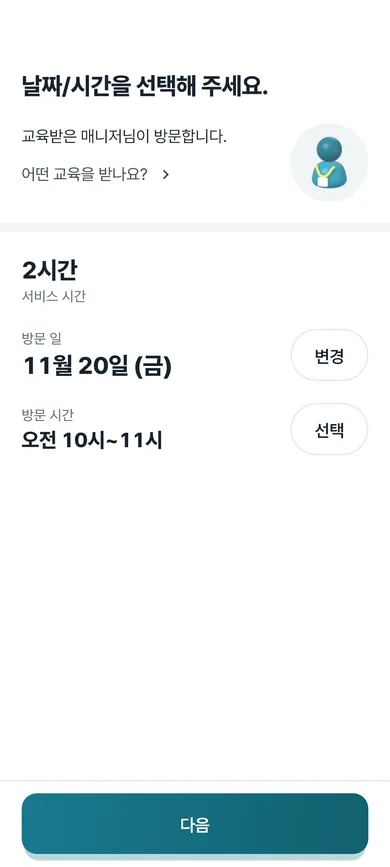 날짜/시간을 선택해 주세요.
교육받은 매니저님이 방문합니다.
어떤 교육을 받나요?
2시간
서비스 시간
방문 일
11월 20일 (금)
변경
방문 시간
오전 10시~11시
선택
다음